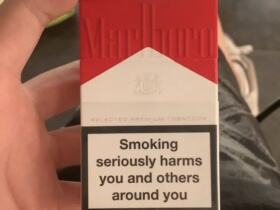 Marlboro
SELECTED PREMIUM TOBACCOS
Smoking
seriously harms
you and others
around you